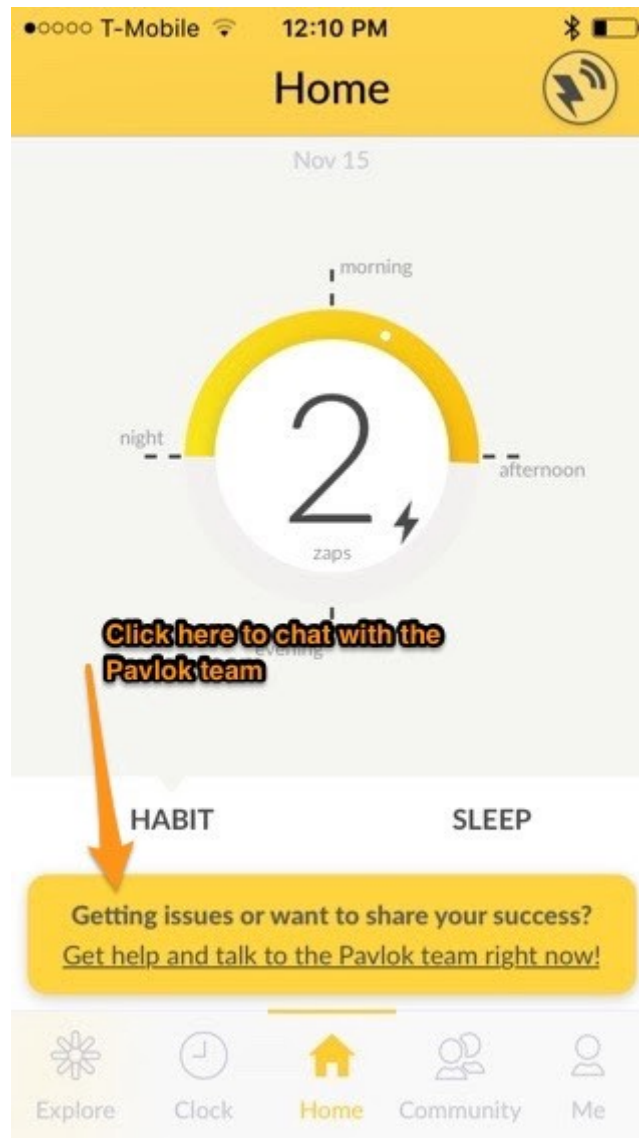 T-Mobile 12:10 PM
Home
Nov 15
morning
night
afternoon
2
zaps
evening
Click here to chat with the
Pavlok team
HABIT SLEEP
Getting issues or want to share your success?
Get help and talk to the Pavlok team right now!
Explore Clock Home Community Me